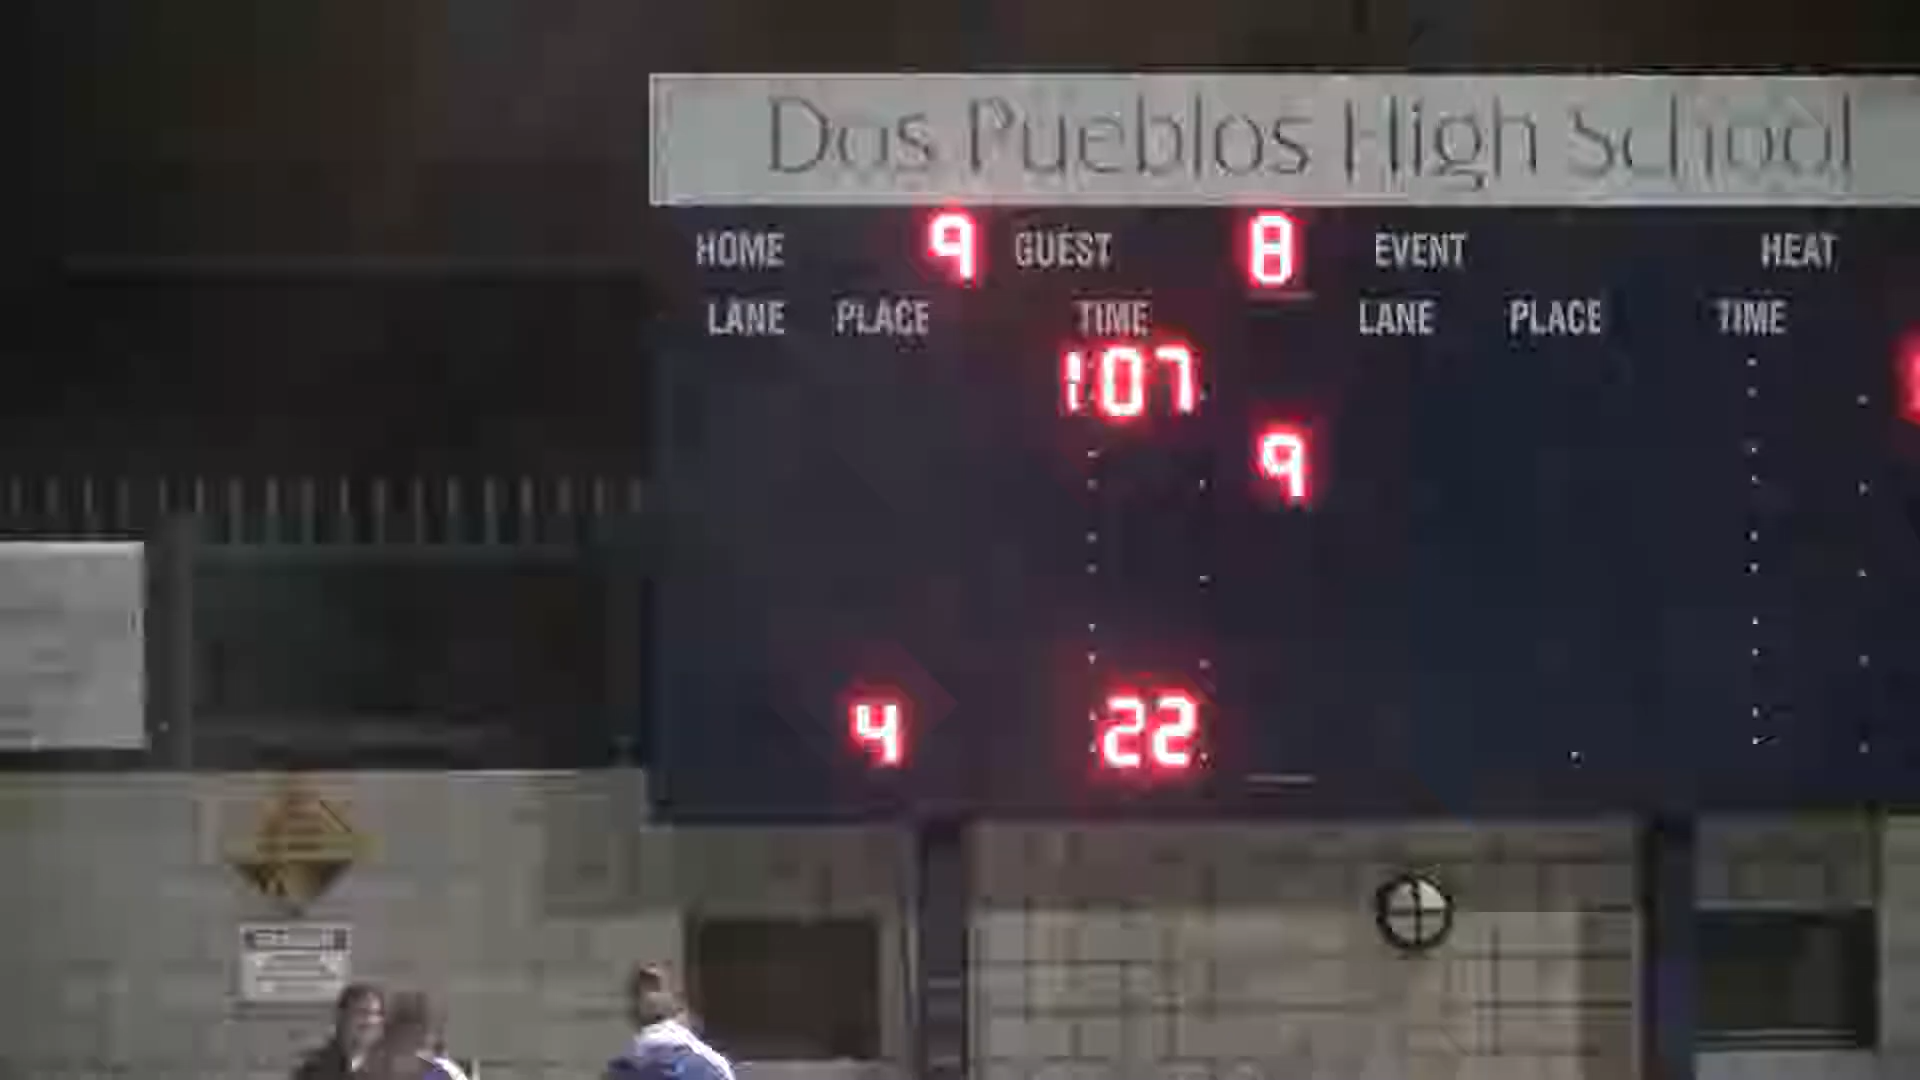 Dos Pueblos High School
HOME 9 GUEST 8 EVENT HEAT
LANE PLACE TIME LANE PLACE TIME
1:07
9
4 22